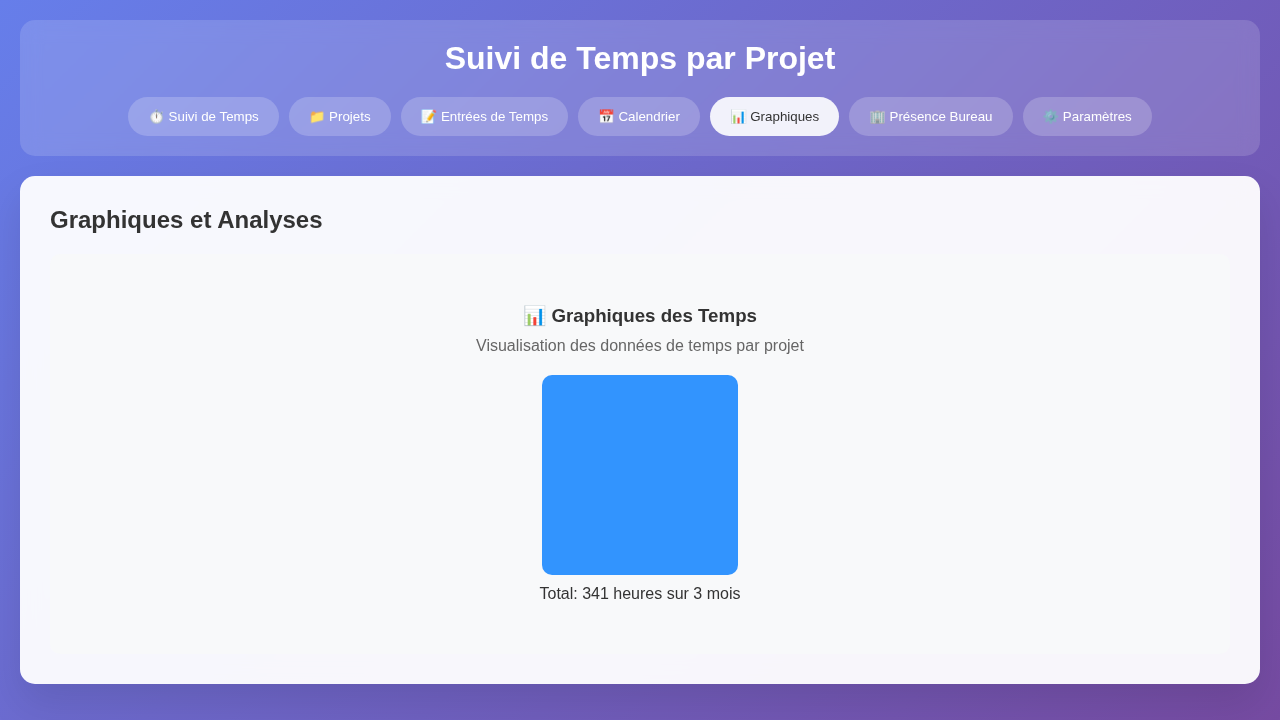 Suivi de Temps par Projet
🕐 Suivi de Temps
📁 Projets
📝 Entrées de Temps
📅 Calendrier
📊 Graphiques
🏢 Présence Bureau
⚙️ Paramètres
Graphiques et Analyses
📊 Graphiques des Temps
Visualisation des données de temps par projet
Total: 341 heures sur 3 mois